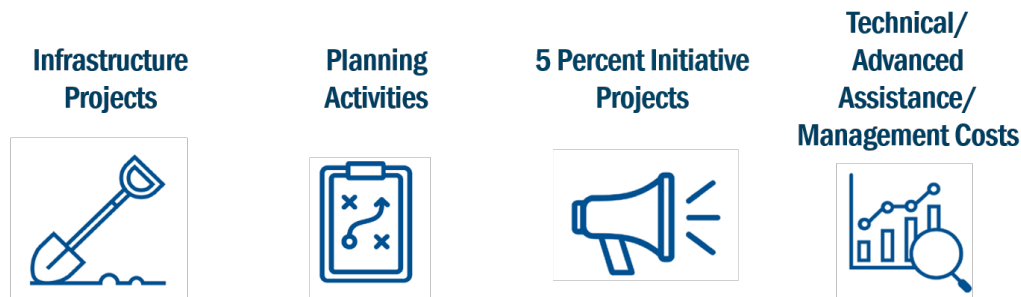 Infrastructure
Projects
Planning
Activities
5 Percent Initiative
Projects
Technical/
Advanced
Assistance/
Management Costs